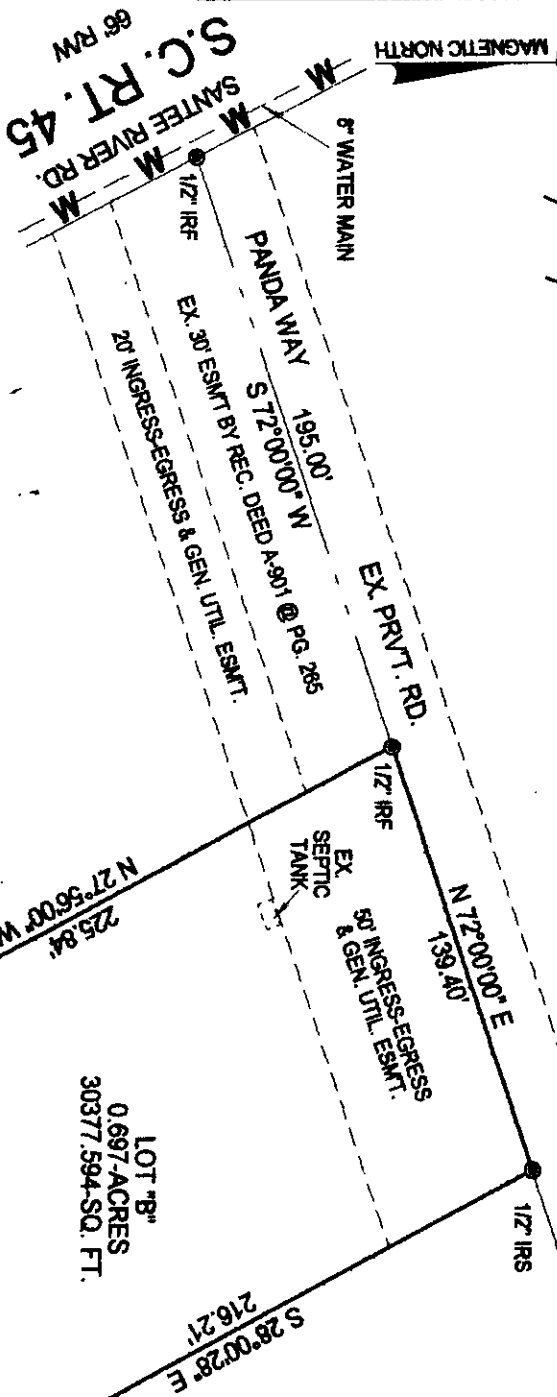 MAGNETIC NORTH
66' R/W
S.C. RT. 45
SANTEE RIVER RD.
W
W
W
W
8" WATER MAIN
1/2" IRF
PANDA WAY
195.00'
S 72°00'00" W
EX. 30' ESM'T BY REC. DEED A-901 @ PG. 265
20' INGRESS-EGRESS & GEN. UTIL. ESM'T.
EX. PRVT. RD.
1/2" IRF
N 72°00'00" E
139.40'
EX.
SEPTIC
TANK
50' INGRESS-EGRESS
& GEN. UTIL. ESM'T.
1/2" IRS
N 27°56'00" W
225.84'
LOT "B"
0.697-ACRES
30377.594-SQ. FT.
S 28°00'28" E
216.21'